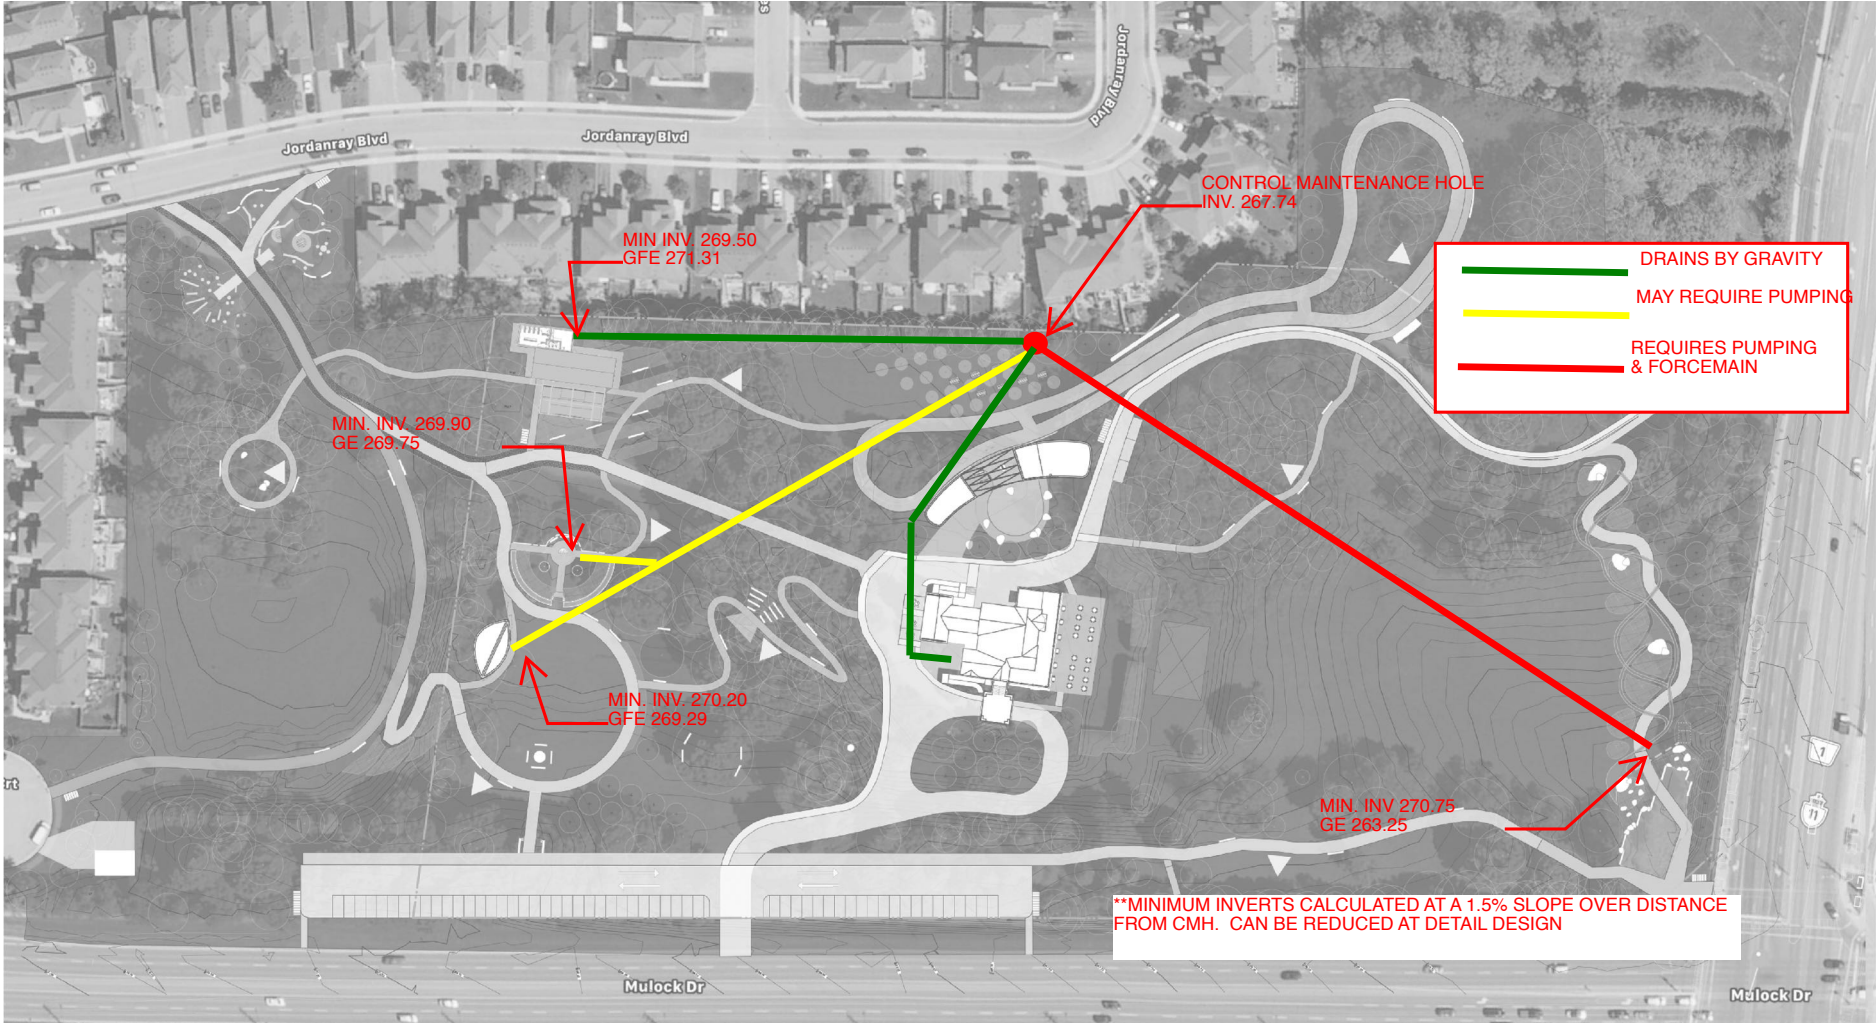 Jordanray Blvd
Jordanray Blvd
Jordanray Blvd
CONTROL MAINTENANCE HOLE
INV. 267.74
MIN INV. 269.50
GFE 271.31
DRAINS BY GRAVITY
MAY REQUIRE PUMPING
REQUIRES PUMPING
& FORCEMAIN
MIN. INV. 269.90
GE 269.75
MIN. INV. 270.20
GFE 269.29
1
11
MIN. INV 270.75
GE 263.25
**MINIMUM INVERTS CALCULATED AT A 1.5% SLOPE OVER DISTANCE
FROM CMH. CAN BE REDUCED AT DETAIL DESIGN
Mulock Dr
Mulock Dr